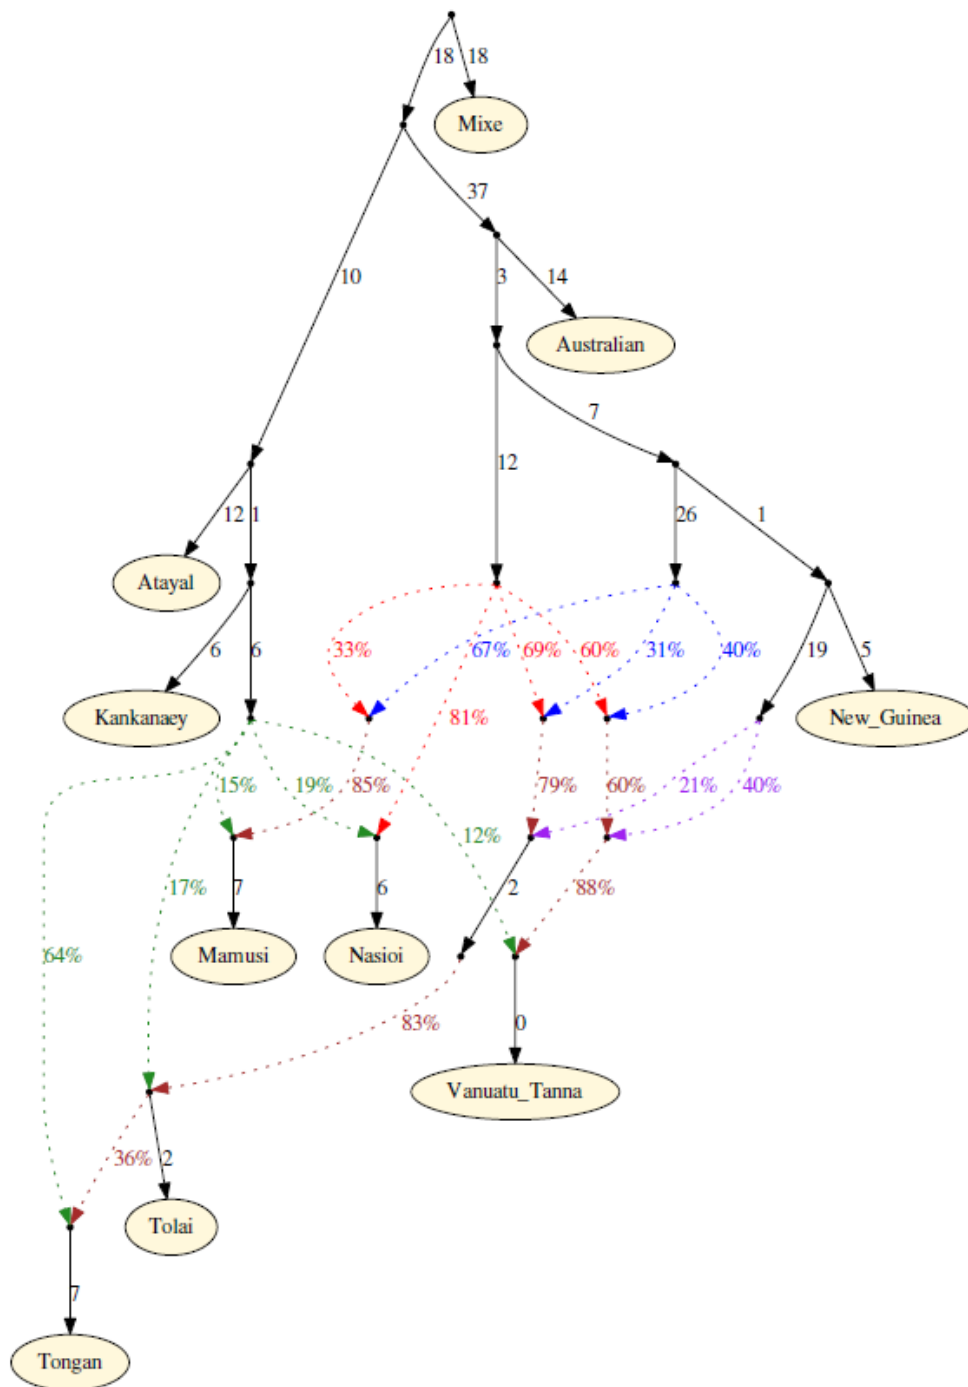 18 18
Mixe
37
10 3 14
Australian
7
12
12 1 26 1
Atayal
6 6 33% 67% 69% 60% 31% 40% 19 5
Kankanaey 81% New_Guinea
15% 19% 85% 79% 60% 21% 40%
12%
17% 7 6 2 88%
64% Mamusi Nasioi
83% 0
Vanuatu_Tanna
36% 2
Tolai
7
Tongan